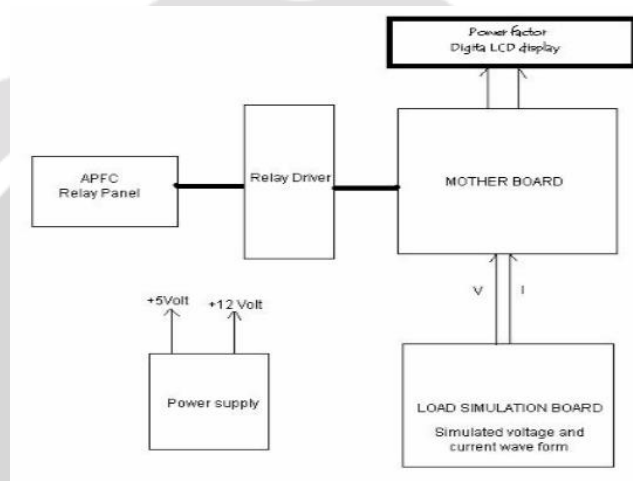 Power factor
Digita LCD display
APFC
Relay Panel
Relay Driver
MOTHER BOARD
+5Volt
+12 Volt
V
I
Power supply
LOAD SIMULATION BOARD
Simulated voltage and
current wave form